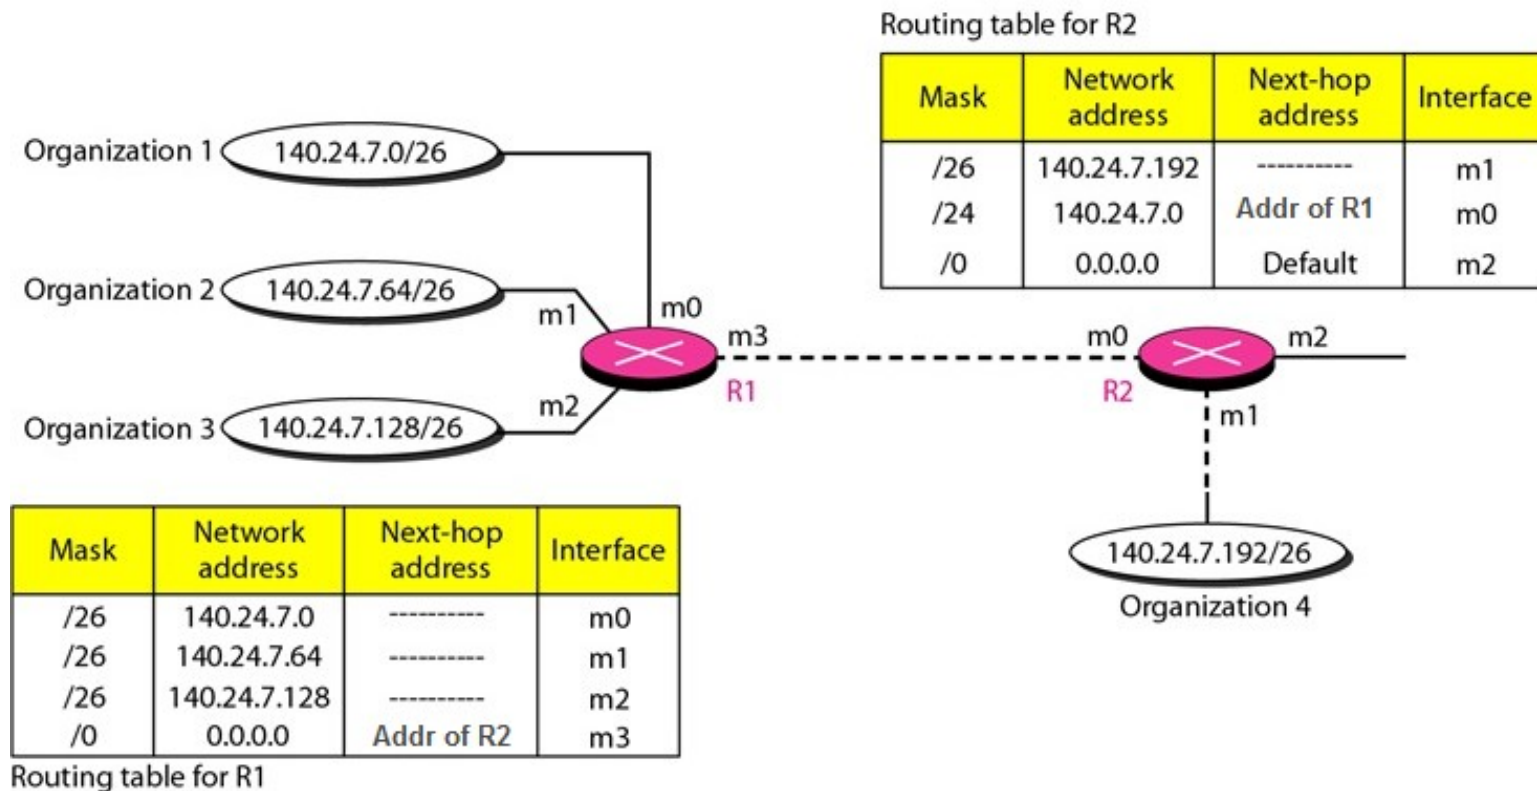 Routing table for R2
Mask Network address Next-hop address Interface
/26 140.24.7.192 ---------- m1
/24 140.24.7.0 Addr of R1 m0
/0 0.0.0.0 Default m2
Organization 1 140.24.7.0/26
Organization 2 140.24.7.64/26
Organization 3 140.24.7.128/26
m1 m0
m2
m3
R1
m0
R2
m2
m1
140.24.7.192/26
Organization 4
Mask Network address Next-hop address Interface
/26 140.24.7.0 ---------- m0
/26 140.24.7.64 ---------- m1
/26 140.24.7.128 ---------- m2
/0 0.0.0.0 Addr of R2 m3
Routing table for R1